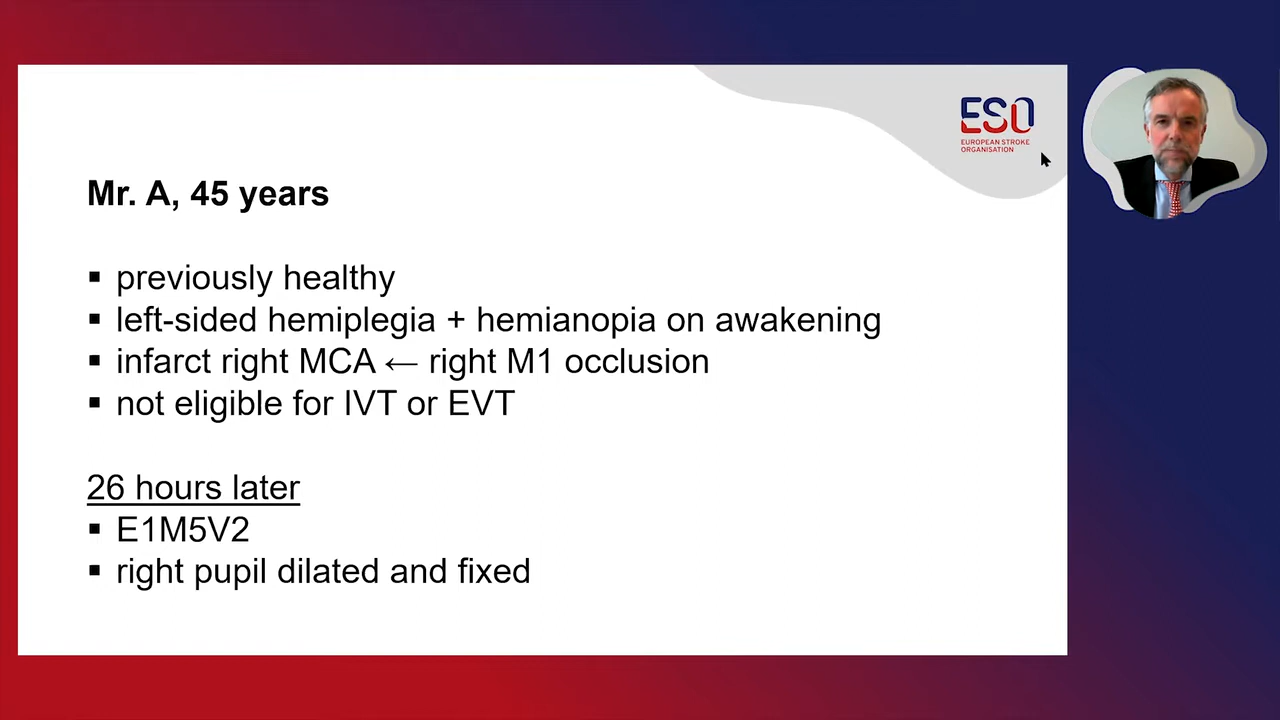 ESO
EUROPEAN STROKE
ORGANISATION
Mr. A, 45 years
▪ previously healthy
▪ left-sided hemiplegia + hemianopia on awakening
▪ infarct right MCA ← right M1 occlusion
▪ not eligible for IVT or EVT
26 hours later
▪ E1M5V2
▪ right pupil dilated and fixed